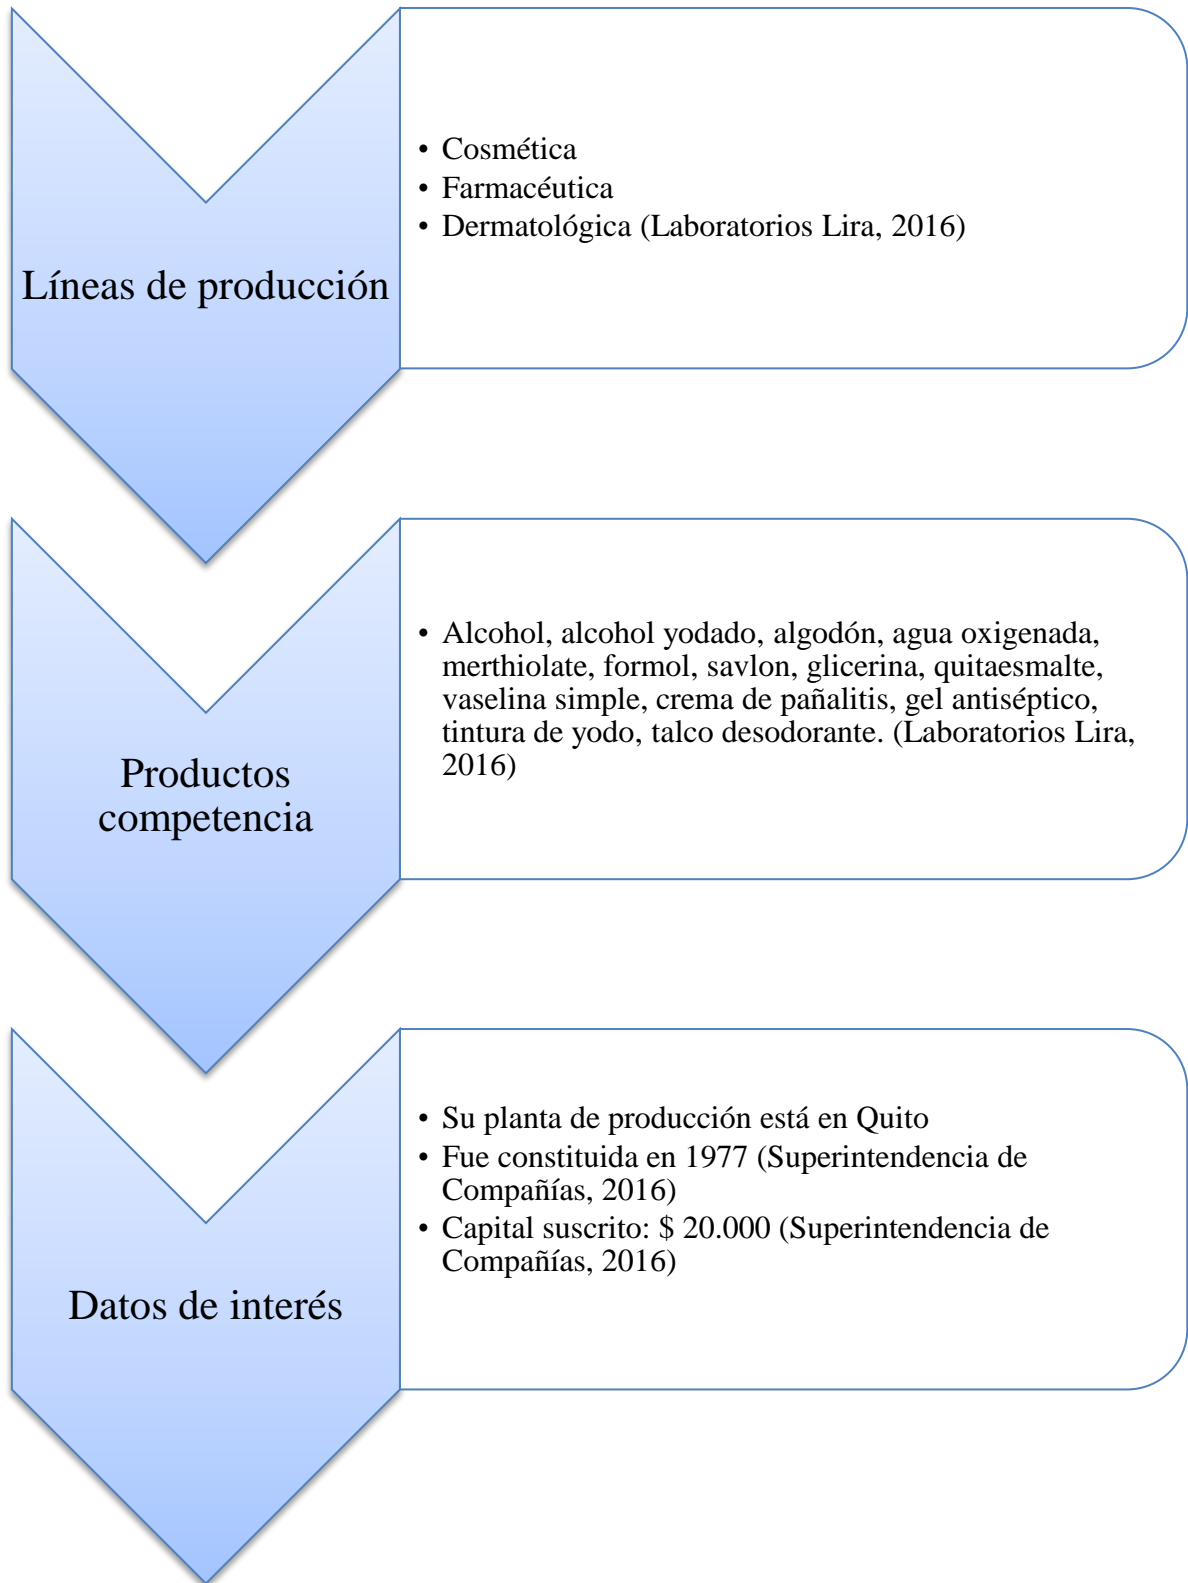 Líneas de producción
• Cosmética
• Farmacéutica
• Dermatológica (Laboratorios Lira, 2016)
Productos
competencia
• Alcohol, alcohol yodado, algodón, agua oxigenada,
merthiolate, formol, savlon, glicerina, quitaesmalte,
vaselina simple, crema de pañalitis, gel antiséptico,
tintura de yodo, talco desodorante. (Laboratorios Lira,
2016)
Datos de interés
• Su planta de producción está en Quito
• Fue constituida en 1977 (Superintendencia de
Compañías, 2016)
• Capital suscrito: $ 20.000 (Superintendencia de
Compañías, 2016)